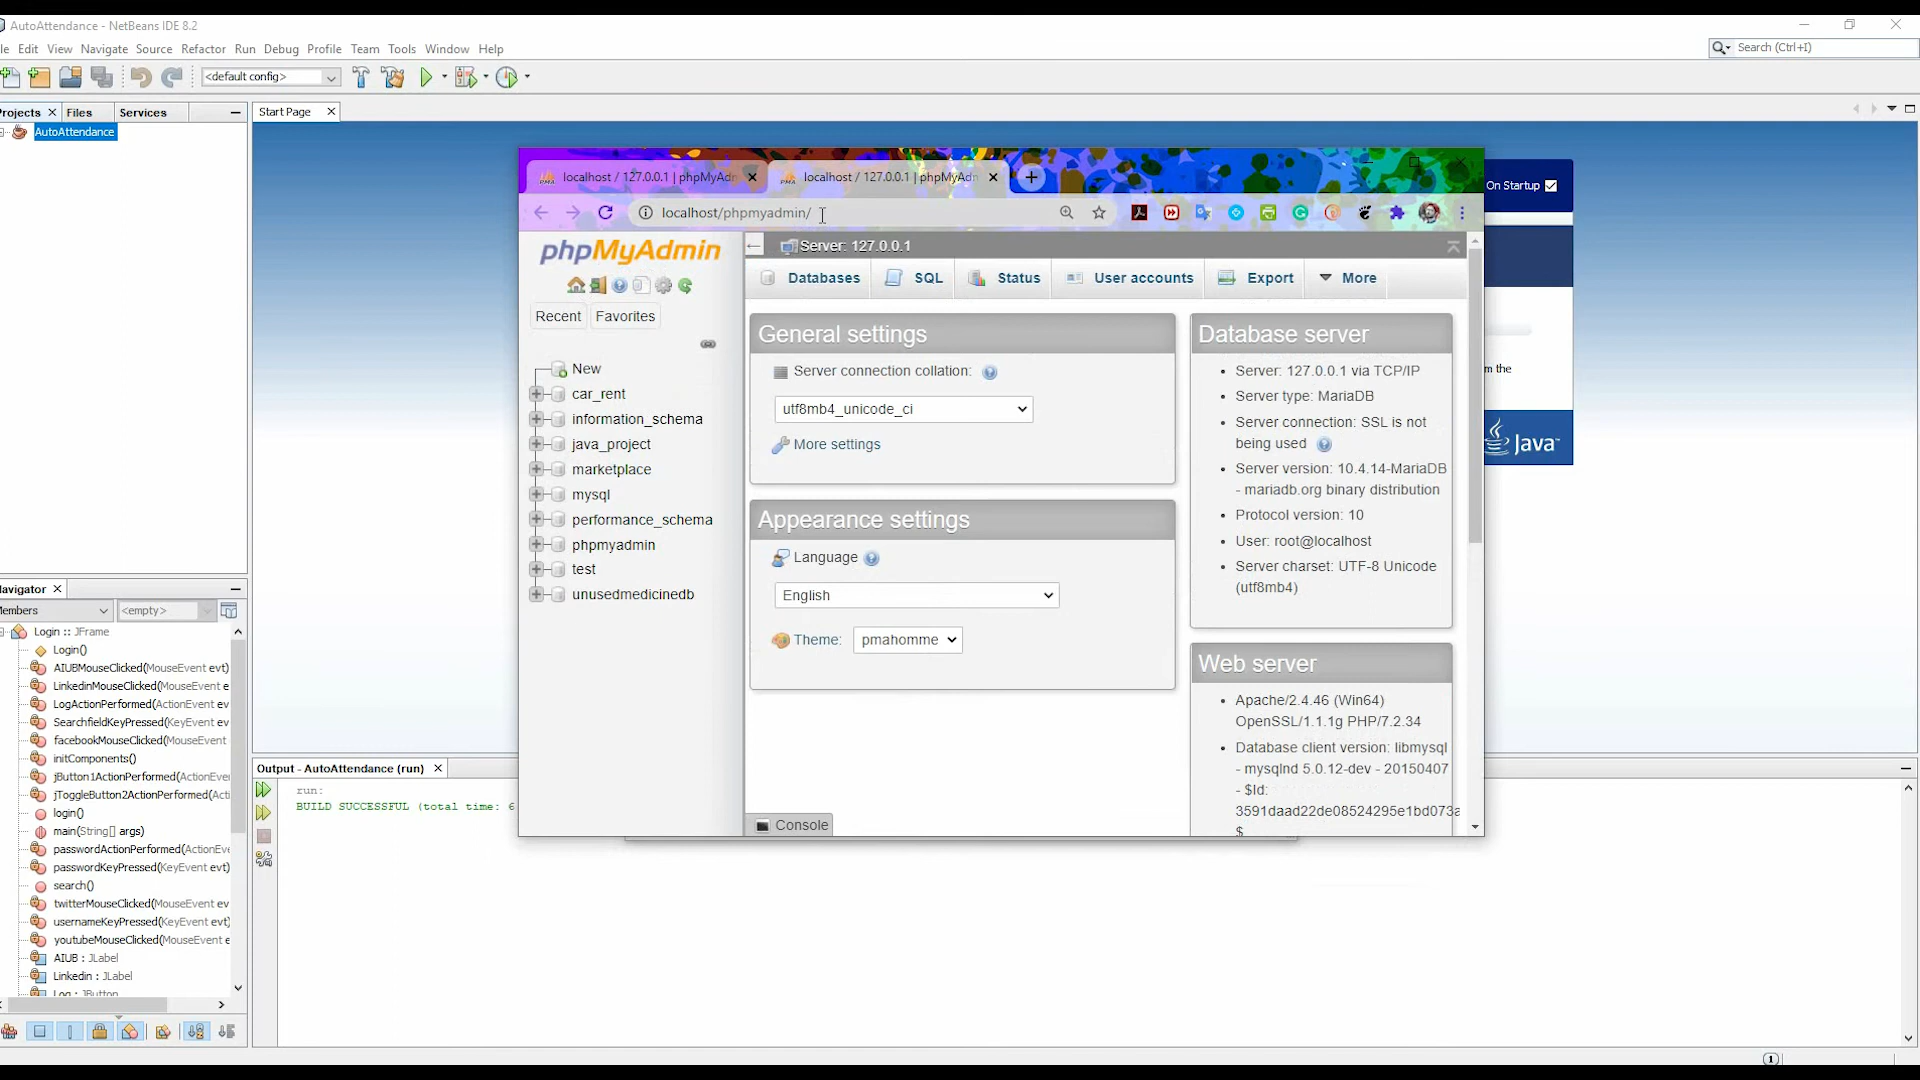 AutoAttendance - NetBeans IDE 8.2
Edit View Navigate Source Refactor Run Debug Profile Team Tools Window Help
Search (Ctrl+I)
<default config>
Projects Files Services
Start Page
AutoAttendance
On Startup
m the
Java
localhost / 127.0.0.1 | phpMyAdm
localhost / 127.0.0.1 | phpMyAdm
localhost/phpmyadmin/
phpMyAdmin
Recent Favorites
New
car_rent
information_schema
java_project
marketplace
mysql
performance_schema
phpmyadmin
test
unusedmedicinedb
Server: 127.0.0.1
Databases SQL Status User accounts Export More
General settings
Server connection collation:
utf8mb4_unicode_ci
More settings
Appearance settings
Language
English
Theme: pmahomme
Console
Database server
Server: 127.0.0.1 via TCP/IP
Server type: MariaDB
Server connection: SSL is not
being used
Server version: 10.4.14-MariaDB
- mariadb.org binary distribution
Protocol version: 10
User: root@localhost
Server charset: UTF-8 Unicode
(utf8mb4)
Web server
Apache/2.4.46 (Win64)
OpenSSL/1.1.1g PHP/7.2.34
Database client version: libmysql
- mysqlnd 5.0.12-dev - 20150407
- $Id:
3591daad22de08524295e1bd073a
$
Navigator
Members <empty>
Login :: JFrame
Login()
AIUBMouseClicked(MouseEvent evt)
LinkedinMouseClicked(MouseEvent e
LogActionPerformed(ActionEvent ev
SearchfieldKeyPressed(KeyEvent ev
facebookMouseClicked(MouseEvent
initComponents()
jButton1ActionPerformed(ActionEve
jToggleButton2ActionPerformed(Acti
login()
main(String[] args)
passwordActionPerformed(ActionEv
passwordKeyPressed(KeyEvent evt)
search()
twitterMouseClicked(MouseEvent ev
usernameKeyPressed(KeyEvent evt)
youtubeMouseClicked(MouseEvent e
AIUB : JLabel
Linkedin : JLabel
Log : JButton
Output - AutoAttendance (run)
run:
BUILD SUCCESSFUL (total time: 6